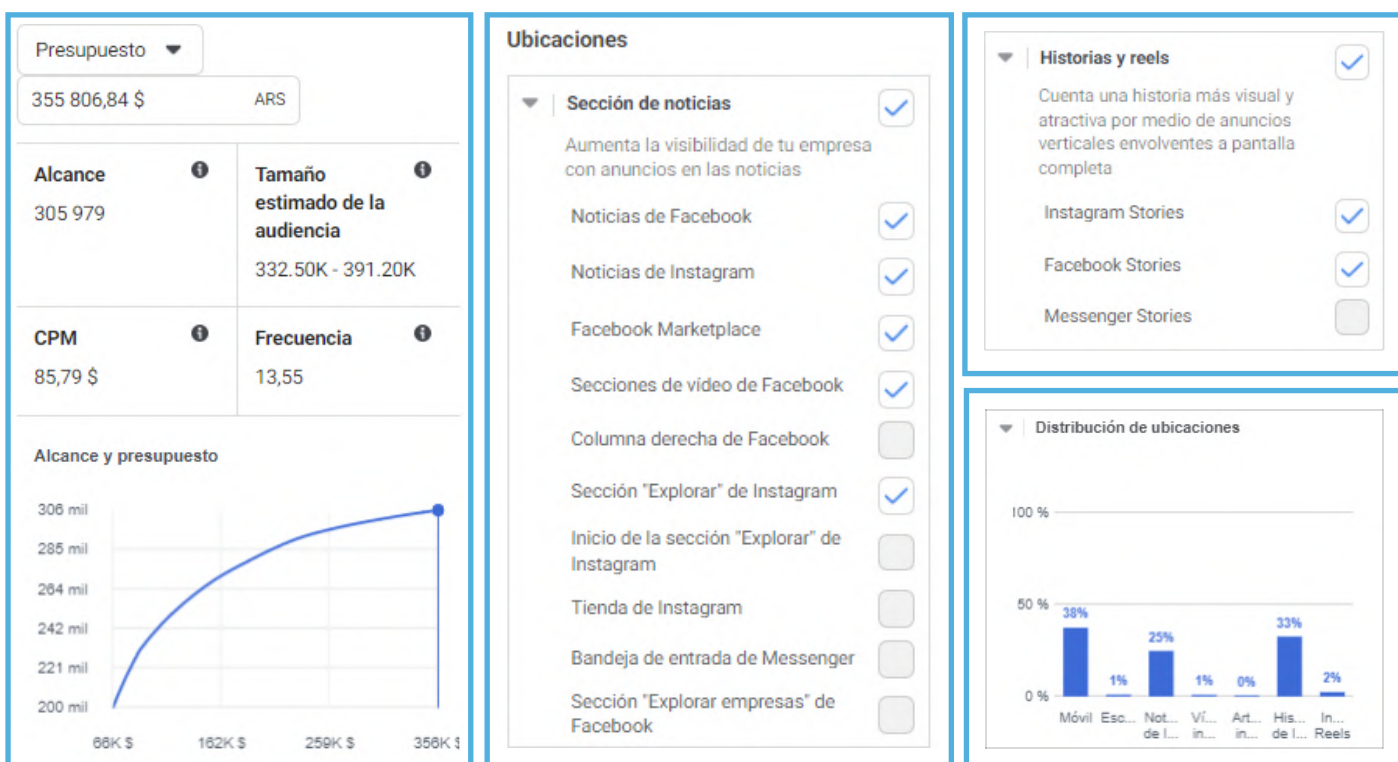 Presupuesto
355 806,84 $ ARS
Alcance
305 979
Tamaño
estimado de la
audiencia
332.50K - 391.20K
CPM
85,79 $
Frecuencia
13,55
Alcance y presupuesto
306 mil
285 mil
264 mil
242 mil
221 mil
200 mil
66K $ 162K $ 259K $ 356K $
Ubicaciones
Sección de noticias
Aumenta la visibilidad de tu empresa
con anuncios en las noticias
Noticias de Facebook
Noticias de Instagram
Facebook Marketplace
Secciones de vídeo de Facebook
Columna derecha de Facebook
Sección "Explorar" de Instagram
Inicio de la sección "Explorar" de
Instagram
Tienda de Instagram
Bandeja de entrada de Messenger
Sección "Explorar empresas" de
Facebook
Historias y reels
Cuenta una historia más visual y
atractiva por medio de anuncios
verticales envolventes a pantalla
completa
Instagram Stories
Facebook Stories
Messenger Stories
Distribución de ubicaciones
100 %
50 %
0 %
38% 1% 25% 1% 0% 33% 2%
Móvil Esc... Not... Ví... Art... His... In...
de l... in... in... de l... Reels